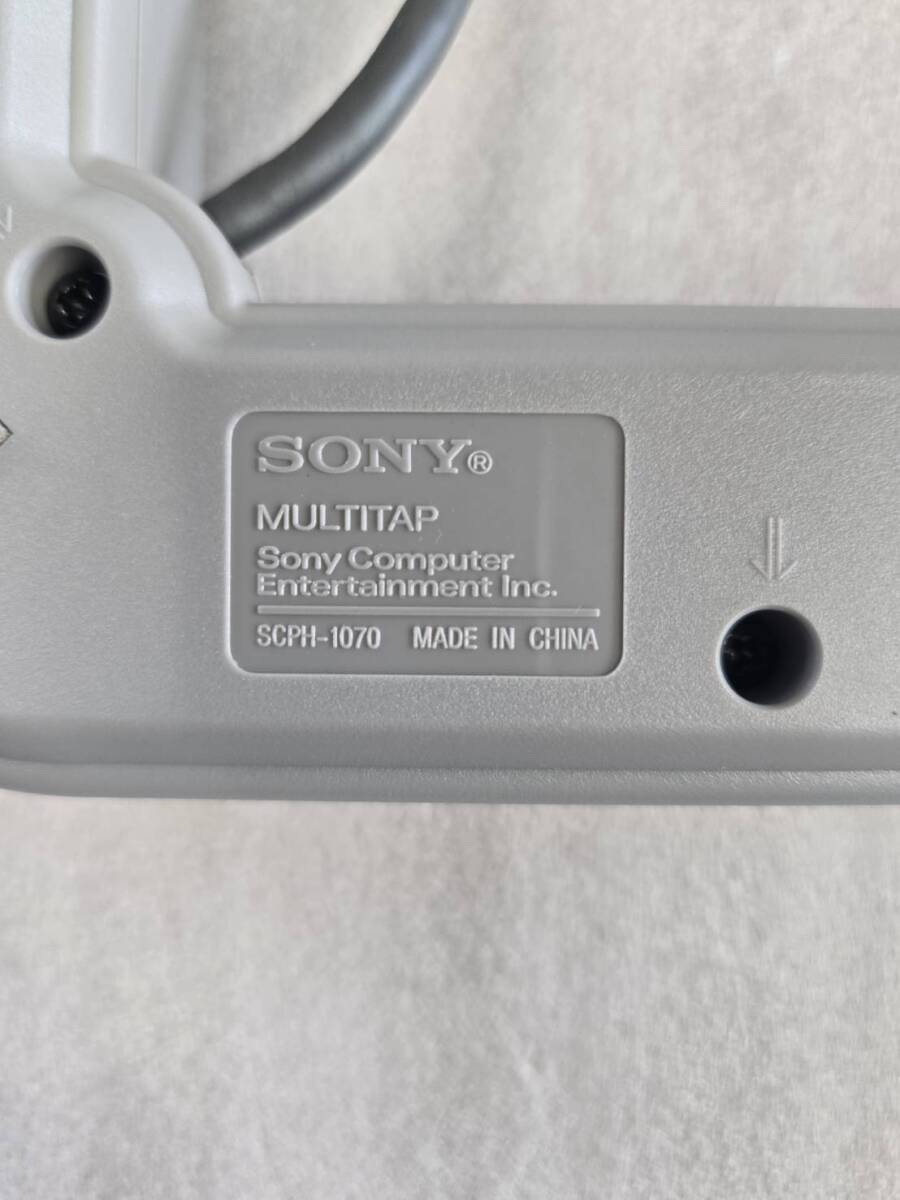 SONY®
MULTITAP
Sony Computer
Entertainment Inc.
SCPH-1070 MADE IN CHINA